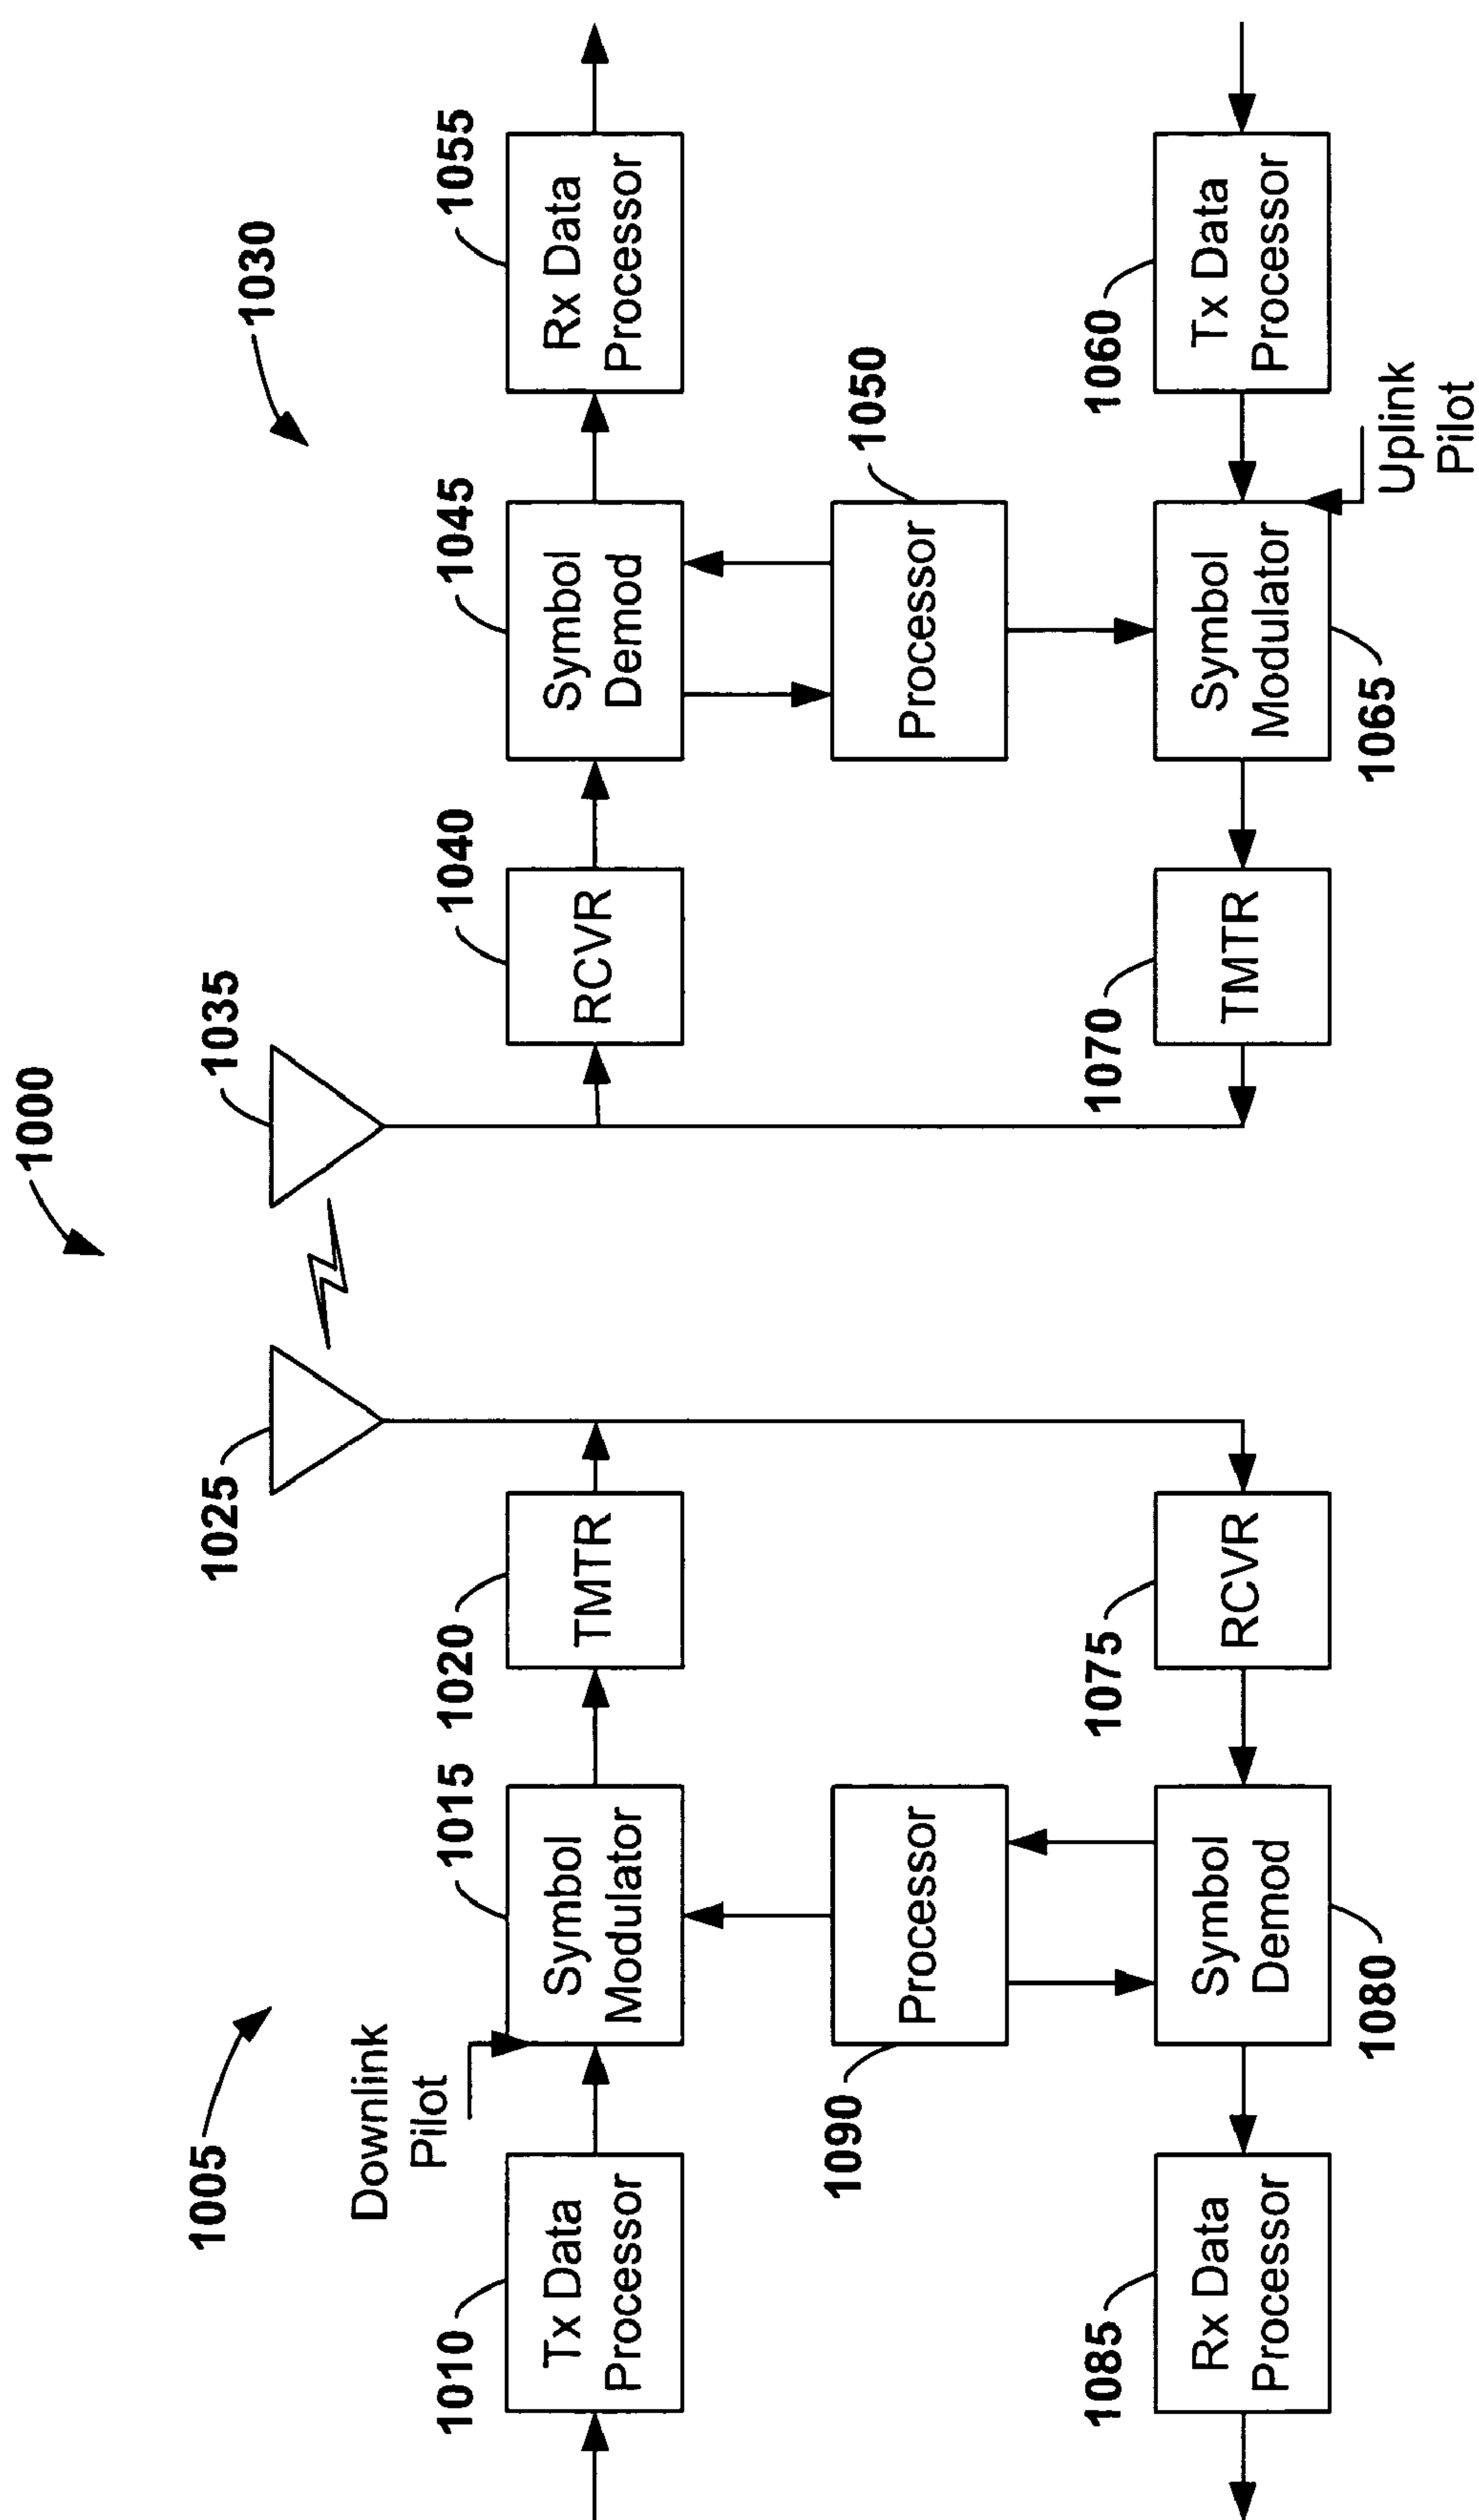 1000
1005
1025
1035
1030
Downlink
Pilot
1010
Tx Data
Processor
1015
Symbol
Modulator
1020
TMTR
1040
RCVR
1045
Symbol
Demod
1055
Rx Data
Processor
1090
Processor
1050
Processor
1085
Rx Data
Processor
1080
Symbol
Demod
1075
RCVR
1070
TMTR
1065
Symbol
Modulator
1060
Tx Data
Processor
Uplink
Pilot